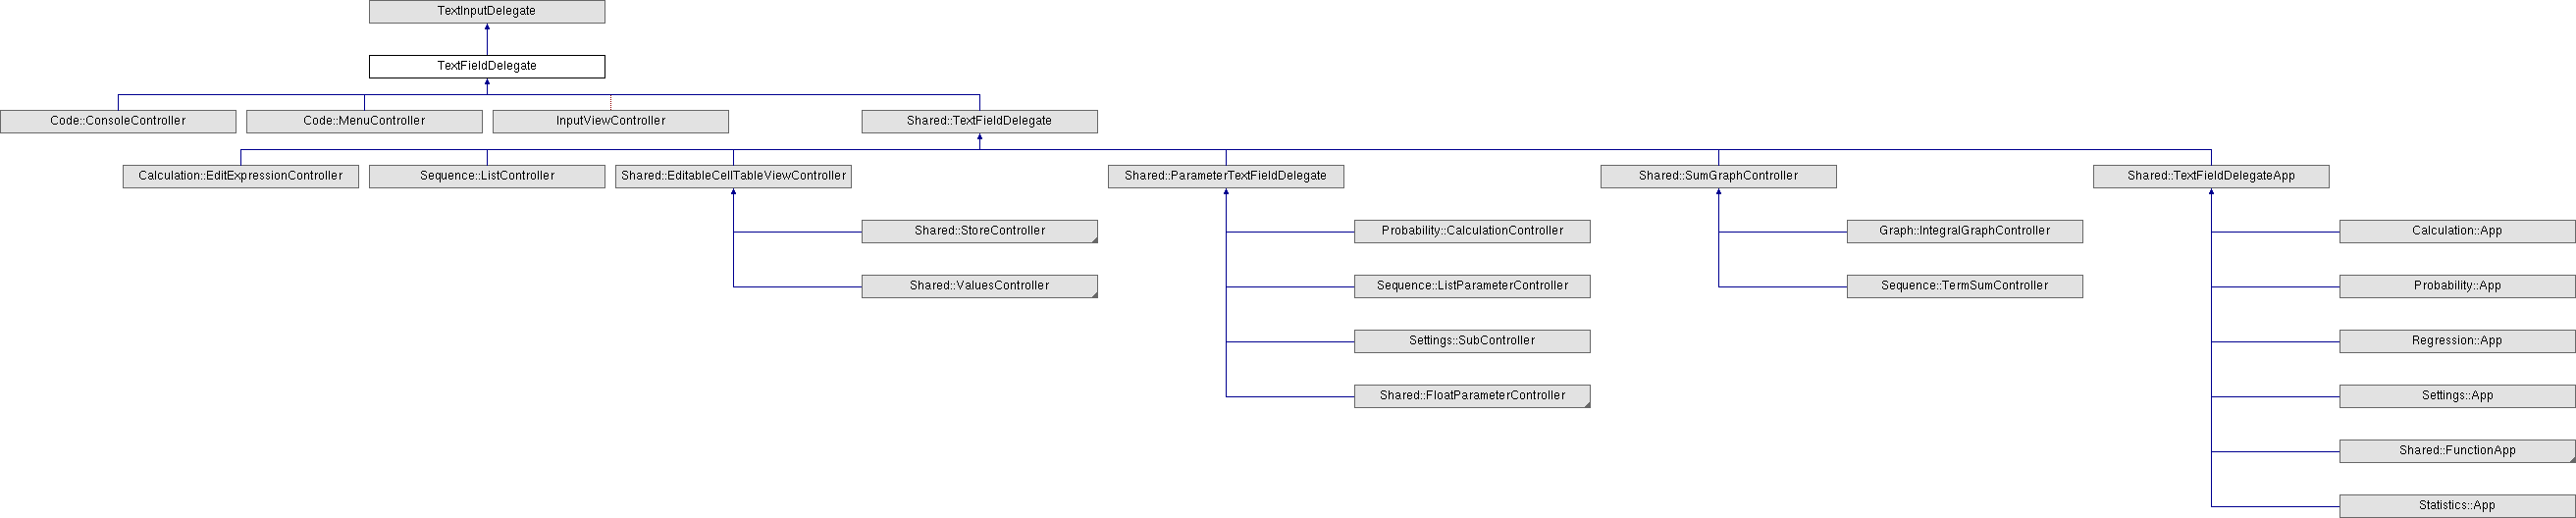 TextInputDelegate
TextFieldDelegate
Code::ConsoleController
Code::MenuController
InputViewController
Shared::TextFieldDelegate
Calculation::EditExpressionController
Sequence::ListController
Shared::EditableCellTableViewController
Shared::ParameterTextFieldDelegate
Shared::SumGraphController
Shared::TextFieldDelegateApp
Shared::StoreController
Probability::CalculationController
Graph::IntegralGraphController
Calculation::App
Shared::ValuesController
Sequence::ListParameterController
Sequence::TermSumController
Probability::App
Settings::SubController
Regression::App
Shared::FloatParameterController
Settings::App
Shared::FunctionApp
Statistics::App